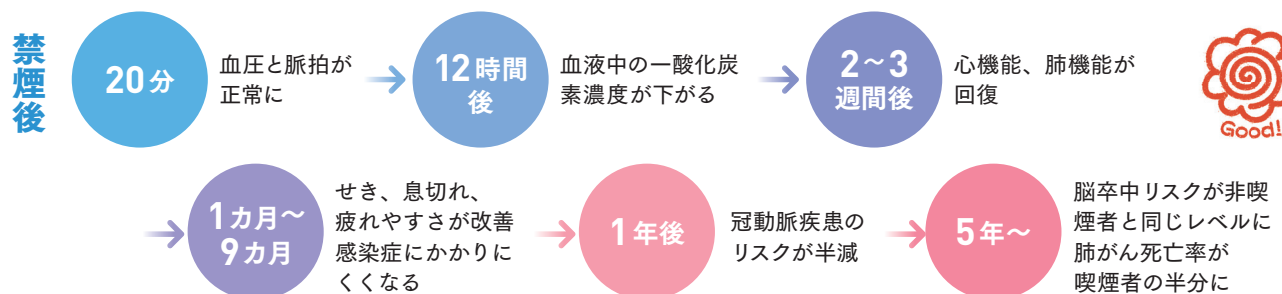 禁煙後
20分
血圧と脈拍が
正常に
12時間
後
血液中の一酸化炭
素濃度が下がる
2〜3
週間後
心機能、肺機能が
回復
Good!
1カ月〜
9カ月
せき、息切れ、
疲れやすさが改善
感染症にかかりに
くくなる
1年後
冠動脈疾患の
リスクが半減
5年〜
脳卒中リスクが非喫
煙者と同じレベルに
肺がん死亡率が
喫煙者の半分に